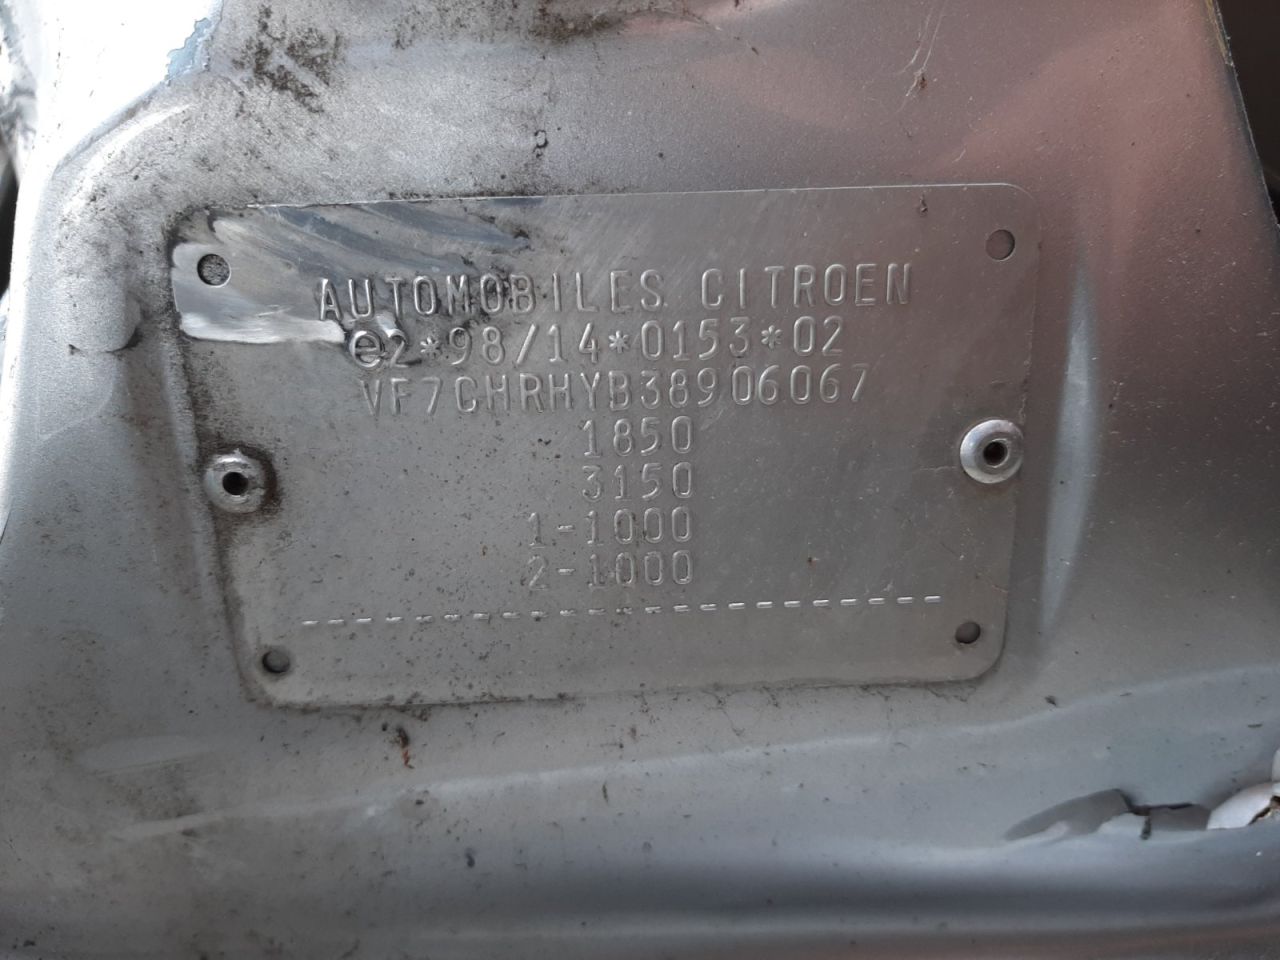 AUTOMOBILES CITROEN
e2*98/14*0153*02
VF7CHRHYB38906067
1850
3150
1-1000
2-1000